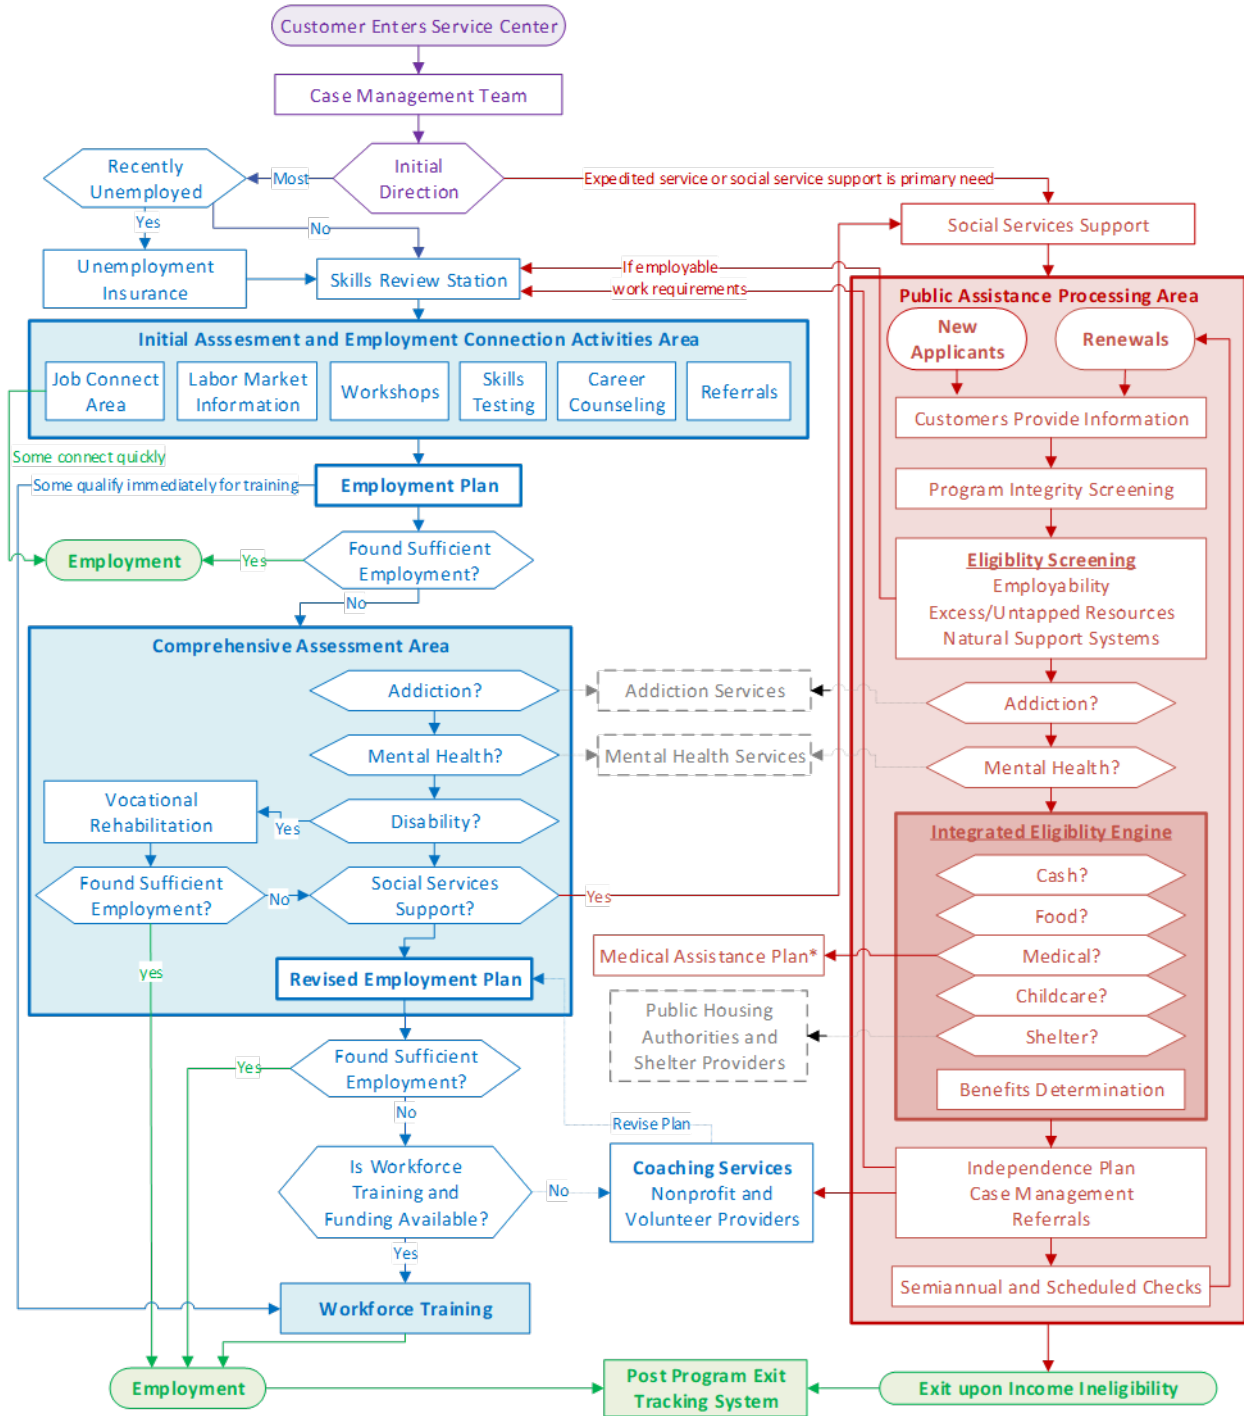 Customer Enters Service Center
Case Management Team
Initial
Direction
Most
Recently
Unemployed
Expedited service or social service support is primary need
Yes
No
Social Services Support
Unemployment
Insurance
Skills Review Station
If employable
work requirements
Public Assistance Processing Area
New
Applicants
Renewals
Initial Asssesment and Employment Connection Activities Area
Job Connect
Area
Labor Market
Information
Workshops
Skills
Testing
Career
Counseling
Referrals
Customers Provide Information
Some connect quickly
Some qualify immediately for training
Employment Plan
Program Integrity Screening
Employment
Yes
Found Sufficient
Employment?
No
Eligiblity Screening
Employability
Excess/Untapped Resources
Natural Support Systems
Comprehensive Assessment Area
Addiction?
Addiction Services
Addiction?
Mental Health?
Mental Health Services
Mental Health?
Vocational
Rehabilitation
Yes
Disability?
Integrated Eligiblity Engine
Found Sufficient
Employment?
No
Social Services
Support?
Yes
Cash?
Food?
yes
Revised Employment Plan
Medical Assistance Plan*
Medical?
Childcare?
Public Housing
Authorities and
Shelter Providers
Shelter?
Yes
Found Sufficient
Employment?
Benefits Determination
No
Revise Plan
Is Workforce
Training and
Funding Available?
No
Coaching Services
Nonprofit and
Volunteer Providers
Independence Plan
Case Management
Referrals
Yes
Semiannual and Scheduled Checks
Workforce Training
Employment
Post Program Exit
Tracking System
Exit upon Income Ineligibility